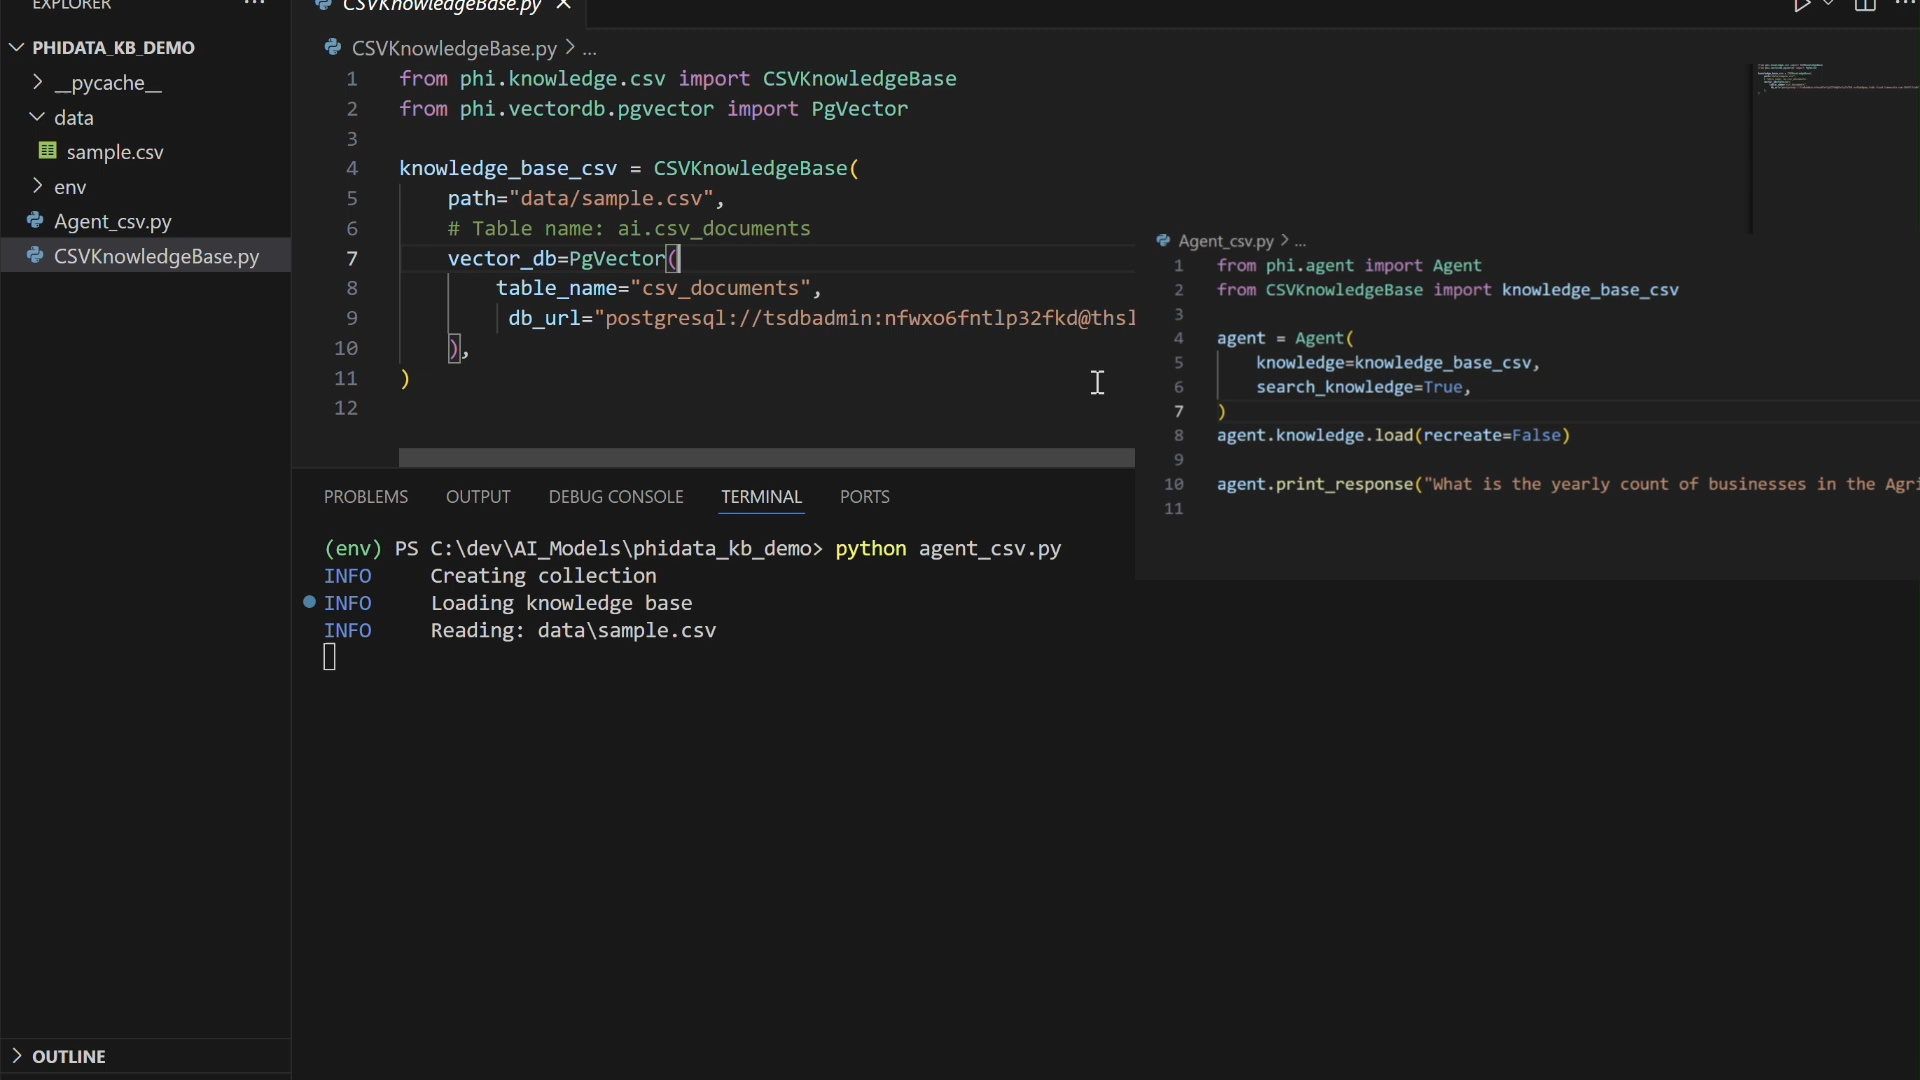 EXPLORER
PHIDATA_KB_DEMO
__pycache__
data
sample.csv
env
Agent_csv.py
CSVKnowledgeBase.py
OUTLINE
CSVKnowledgeBase.py
CSVKnowledgeBase.py > ...
1 from phi.knowledge.csv import CSVKnowledgeBase
2 from phi.vectordb.pgvector import PgVector
3
4 knowledge_base_csv = CSVKnowledgeBase(
5 path="data/sample.csv",
6 # Table name: ai.csv_documents
7 vector_db=PgVector(
8 table_name="csv_documents",
9 db_url="postgresql://tsdbadmin:nfwxo6fntlp32fkd@thsl
10 ),
11 )
12
Agent_csv.py > ...
1 from phi.agent import Agent
2 from CSVKnowledgeBase import knowledge_base_csv
3
4 agent = Agent(
5 knowledge=knowledge_base_csv,
6 search_knowledge=True,
7 )
8 agent.knowledge.load(recreate=False)
9
10 agent.print_response("What is the yearly count of businesses in the Agri
11
PROBLEMS OUTPUT DEBUG CONSOLE TERMINAL PORTS
(env) PS C:\dev\AI_Models\phidata_kb_demo> python agent_csv.py
INFO Creating collection
INFO Loading knowledge base
INFO Reading: data\sample.csv